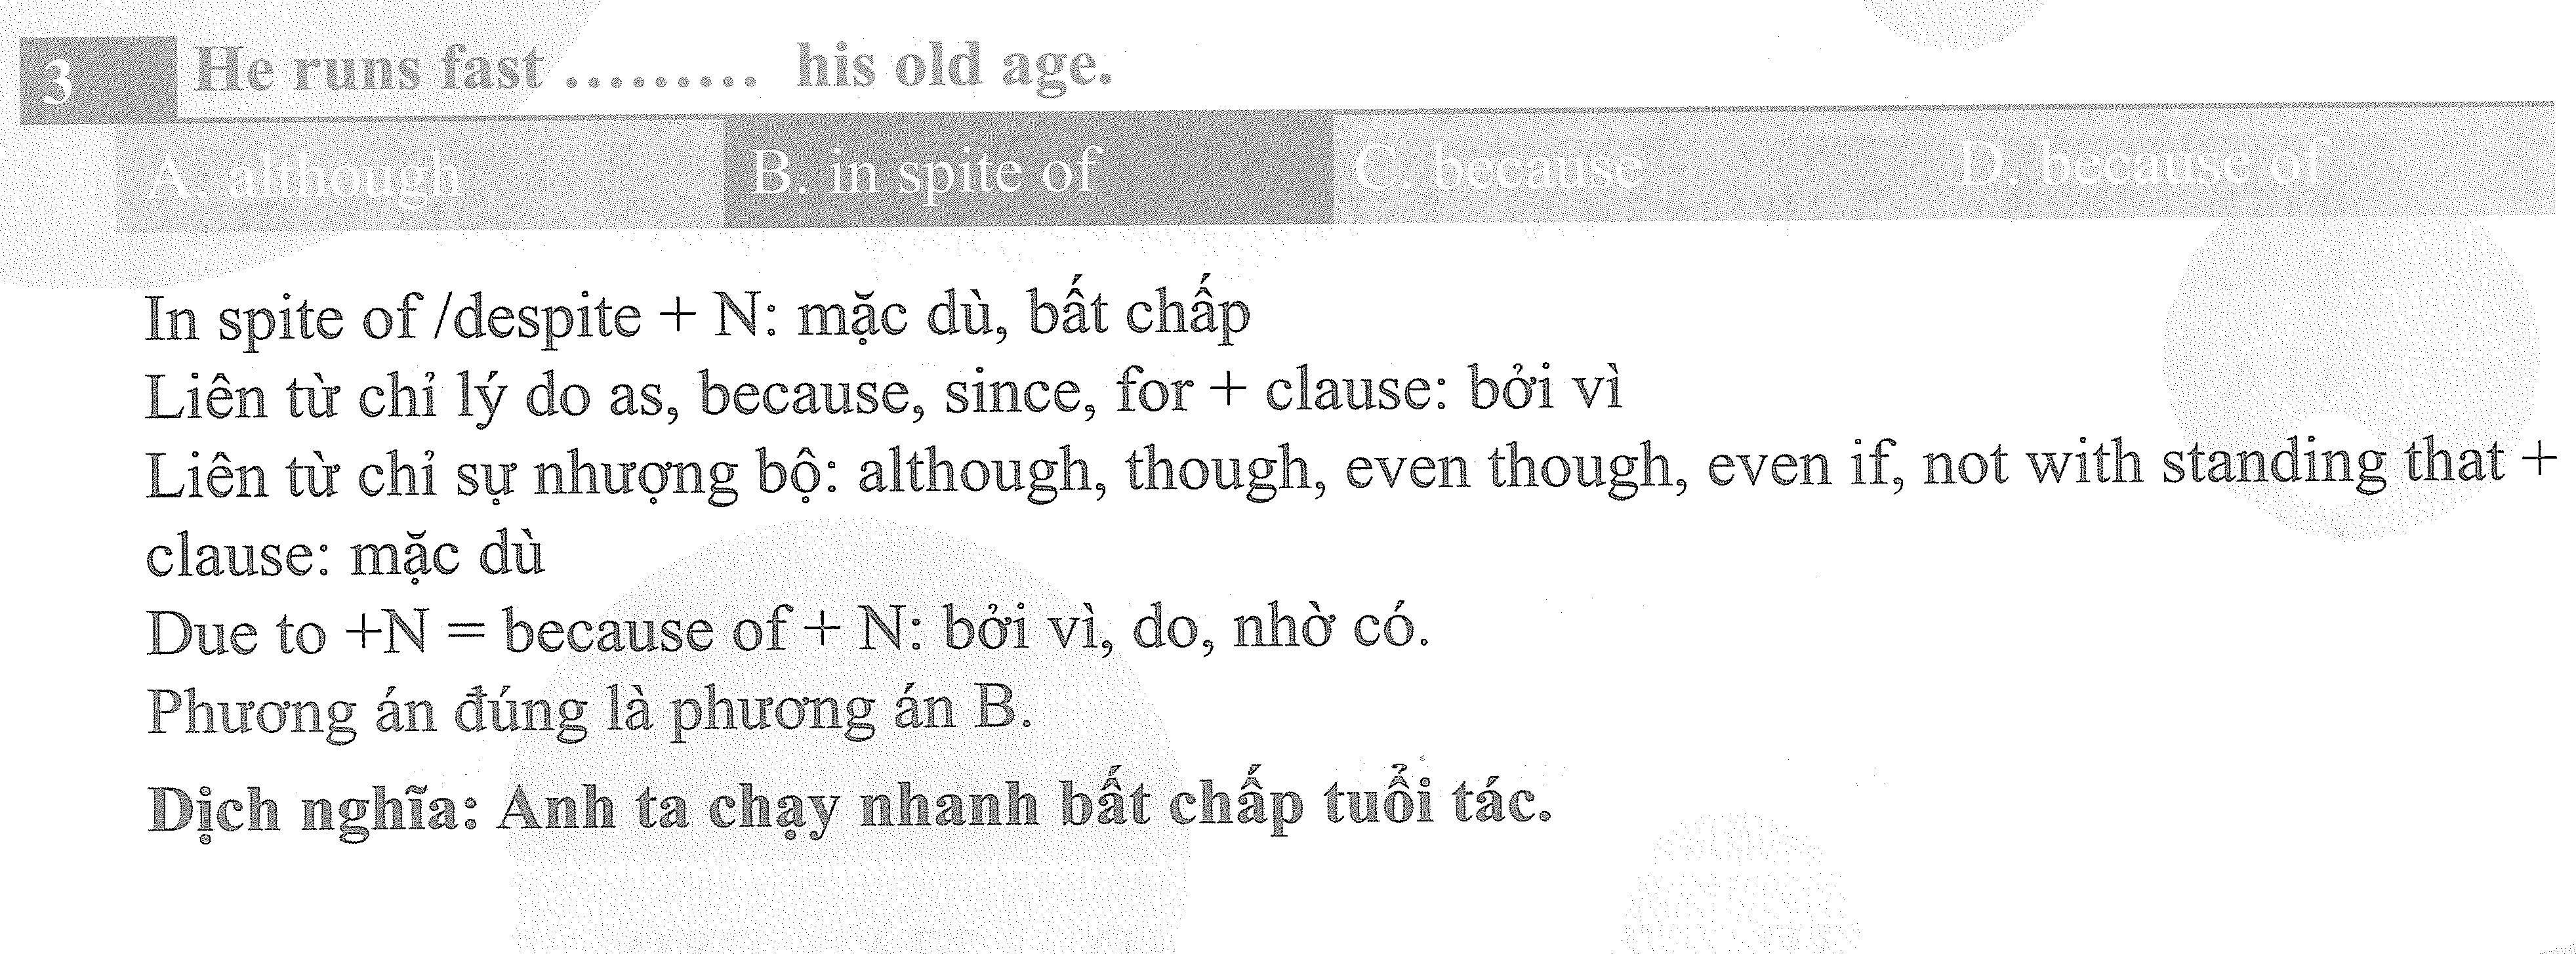 3 He runs fast ......... his old age.
A. although B. in spite of C. because D. because of
In spite of /despite + N: mặc dù, bất chấp
Liên từ chỉ lý do as, because, since, for + clause: bởi vì
Liên từ chỉ sự nhượng bộ: although, though, even though, even if, not with standing that +
clause: mặc dù
Due to +N = because of + N: bởi vì, do, nhờ có.
Phương án đúng là phương án B.
Dịch nghĩa: Anh ta chạy nhanh bất chấp tuổi tác.